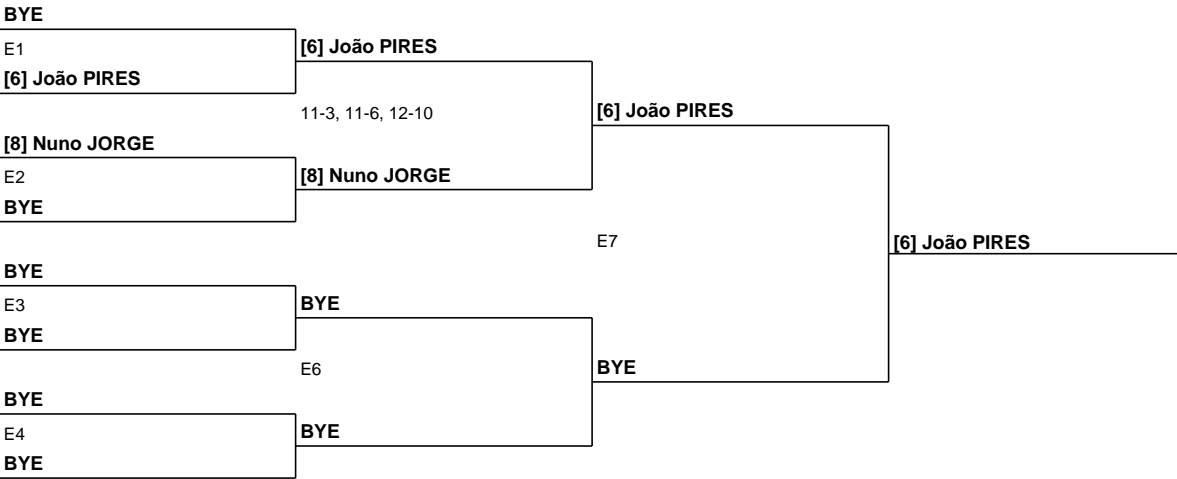 BYE
E1
[6] João PIRES
[6] João PIRES
11-3, 11-6, 12-10
[6] João PIRES
[8] Nuno JORGE
E2
[8] Nuno JORGE
BYE
E7
[6] João PIRES
BYE
E3
BYE
BYE
E6
BYE
BYE
E4
BYE
BYE